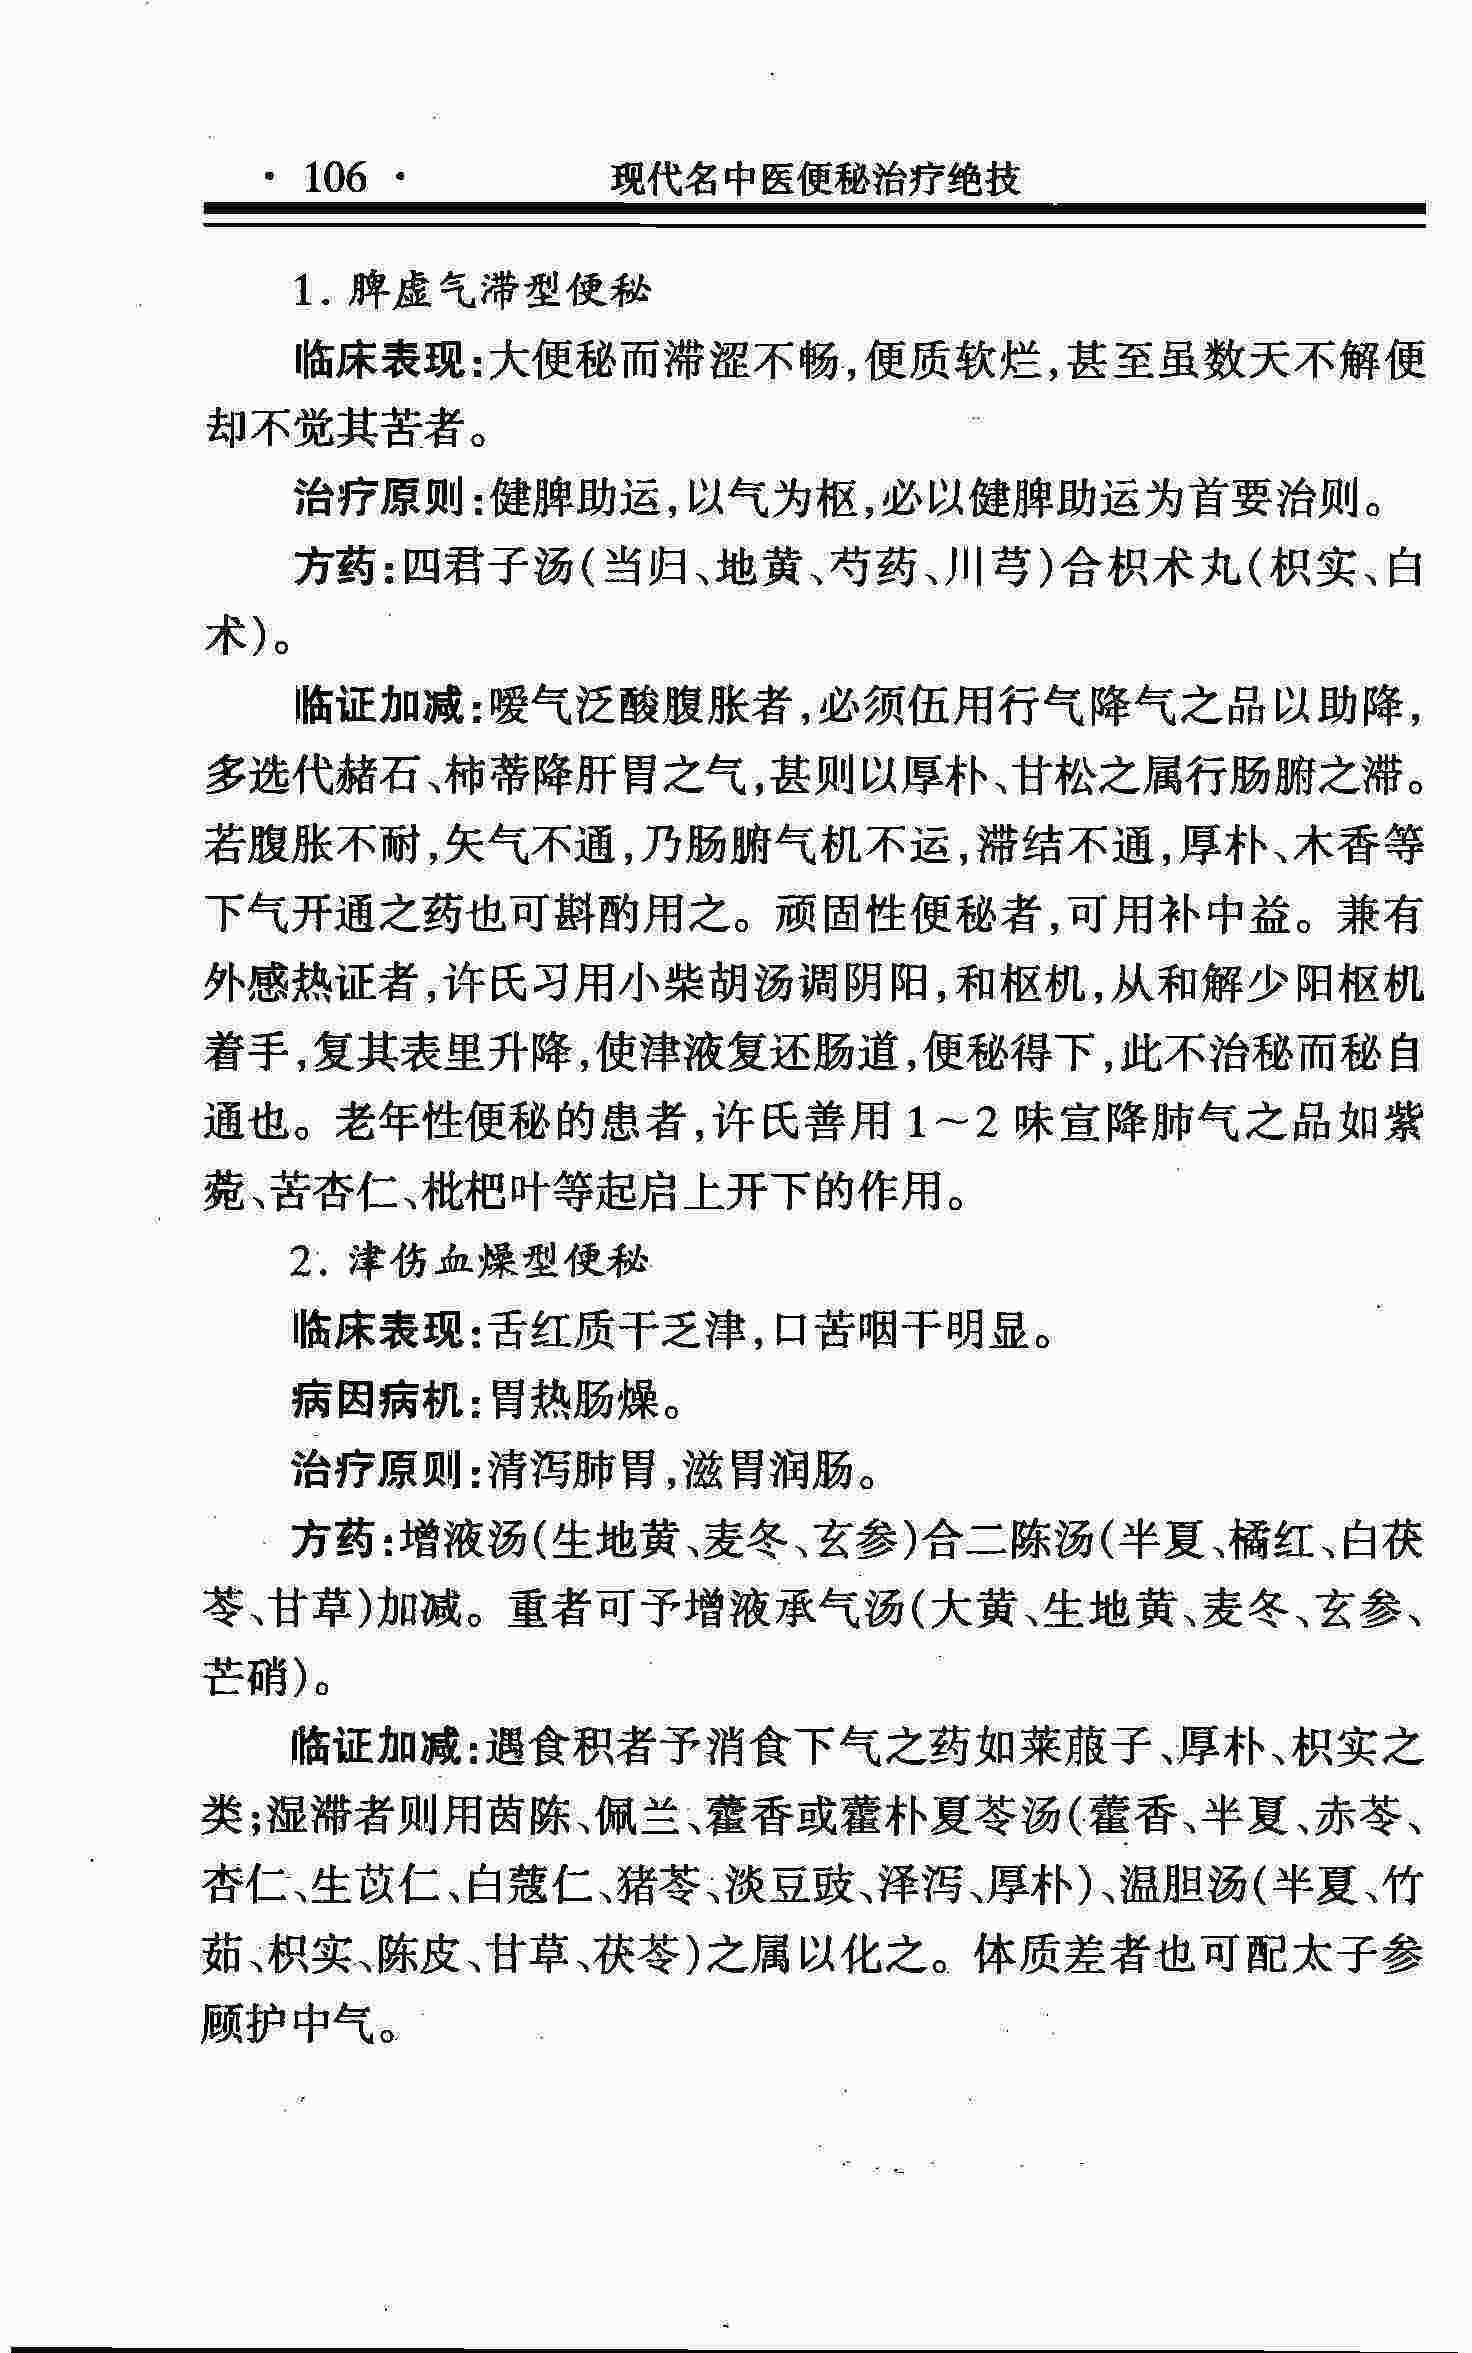 · 106 · 现代名中医便秘治疗绝技
1. 脾虚气滞型便秘
临床表现:大便秘而滞涩不畅,便质软烂,甚至虽数天不解便
却不觉其苦者。
治疗原则:健脾助运,以气为枢,必以健脾助运为首要治则。
方药:四君子汤(当归、地黄、芍药、川芎)合枳术丸(枳实、白
术)。
临证加减:嗳气泛酸腹胀者,必须伍用行气降气之品以助降,
多选代赭石、柿蒂降肝胃之气,甚则以厚朴、甘松之属行肠腑之滞。
若腹胀不耐,矢气不通,乃肠腑气机不运,滞结不通,厚朴、木香等
下气开通之药也可斟酌用之。顽固性便秘者,可用补中益。兼有
外感热证者,许氏习用小柴胡汤调阴阳,和枢机,从和解少阳枢机
着手,复其表里升降,使津液复还肠道,便秘得下,此不治秘而秘自
通也。老年性便秘的患者,许氏善用 1～2 味宣降肺气之品如紫
菀、苦杏仁、枇杷叶等起启上开下的作用。
2. 津伤血燥型便秘
临床表现:舌红质干乏津,口苦咽干明显。
病因病机:胃热肠燥。
治疗原则:清泻肺胃,滋胃润肠。
方药:增液汤(生地黄、麦冬、玄参)合二陈汤(半夏、橘红、白茯
苓、甘草)加减。重者可予增液承气汤(大黄、生地黄、麦冬、玄参、
芒硝)。
临证加减:遇食积者予消食下气之药如莱菔子、厚朴、枳实之
类;湿滞者则用茵陈、佩兰、藿香或藿朴夏苓汤(藿香、半夏、赤苓、
杏仁、生苡仁、白蔻仁、猪苓、淡豆豉、泽泻、厚朴)、温胆汤(半夏、竹
茹、枳实、陈皮、甘草、茯苓)之属以化之。体质差者也可配太子参
顾护中气。